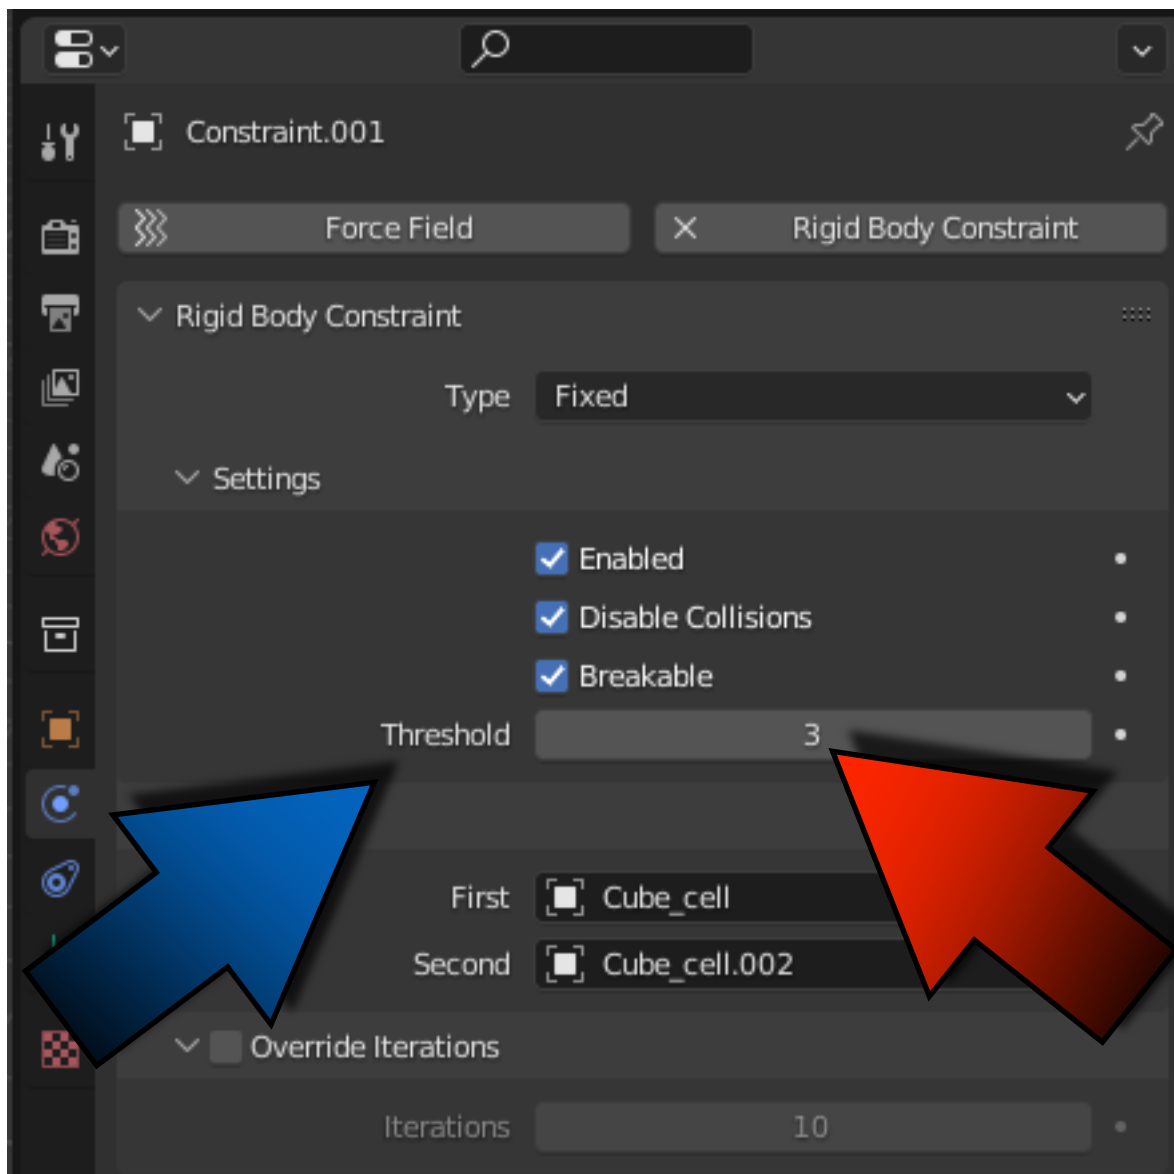 Constraint.001
Force Field
Rigid Body Constraint
Rigid Body Constraint
Type Fixed
Settings
Enabled
Disable Collisions
Breakable
Threshold 3
First Cube_cell
Second Cube_cell.002
Override Iterations
Iterations 10